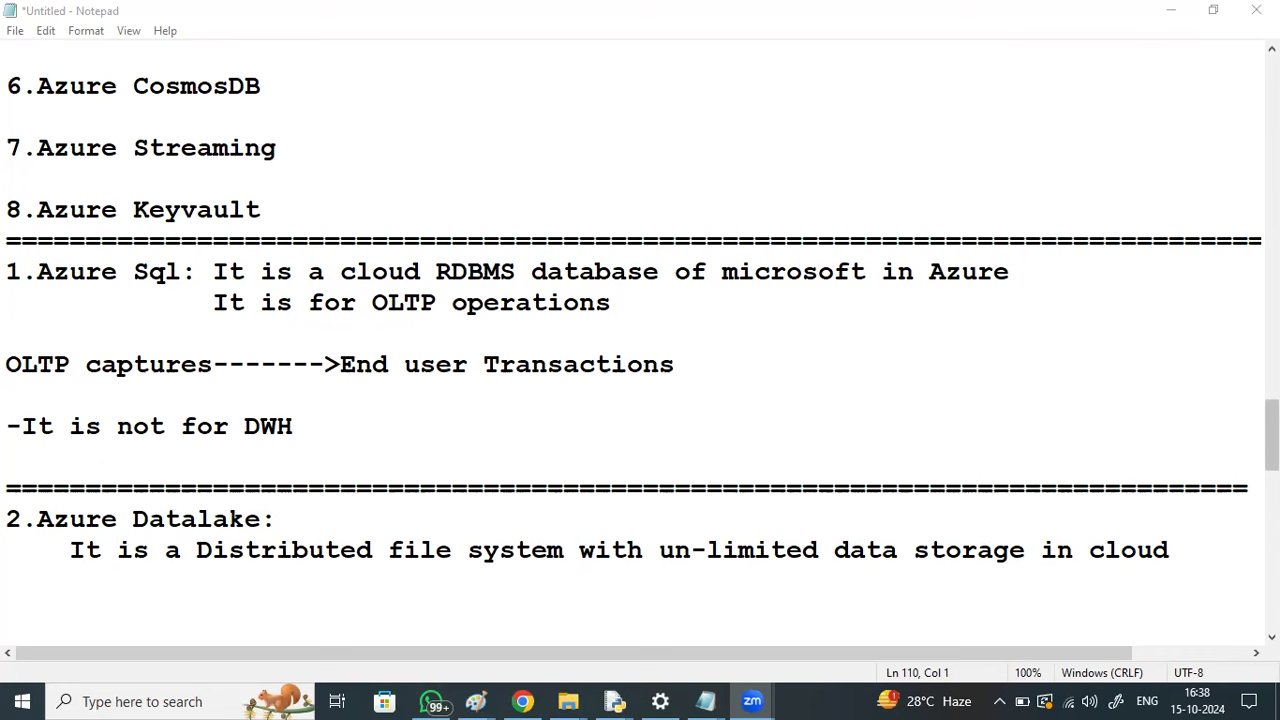 *Untitled - Notepad
File Edit Format View Help
6.Azure CosmosDB
7.Azure Streaming
8.Azure Keyvault
===============================================================================
1.Azure Sql: It is a cloud RDBMS database of microsoft in Azure
It is for OLTP operations
OLTP captures------->End user Transactions
-It is not for DWH
==============================================================================
2.Azure Datalake:
It is a Distributed file system with un-limited data storage in cloud
Ln 110, Col 1 100% Windows (CRLF) UTF-8
Type here to search 99+ zm 1 28°C Haze ENG 16:38
15-10-2024